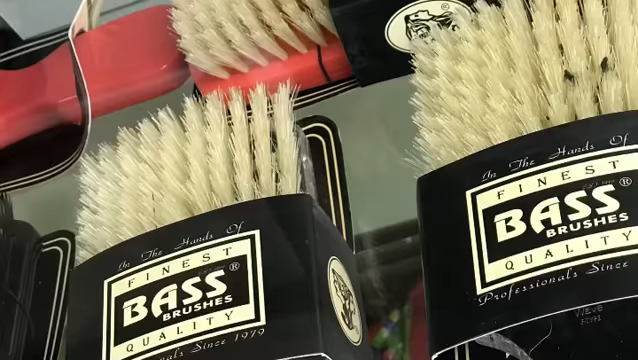 In The Hands Of
FINEST
BASS®
BRUSHES
QUALITY
Professionals Since
In The Hands Of
FINEST
BASS®
BRUSHES
QUALITY
Since 1979